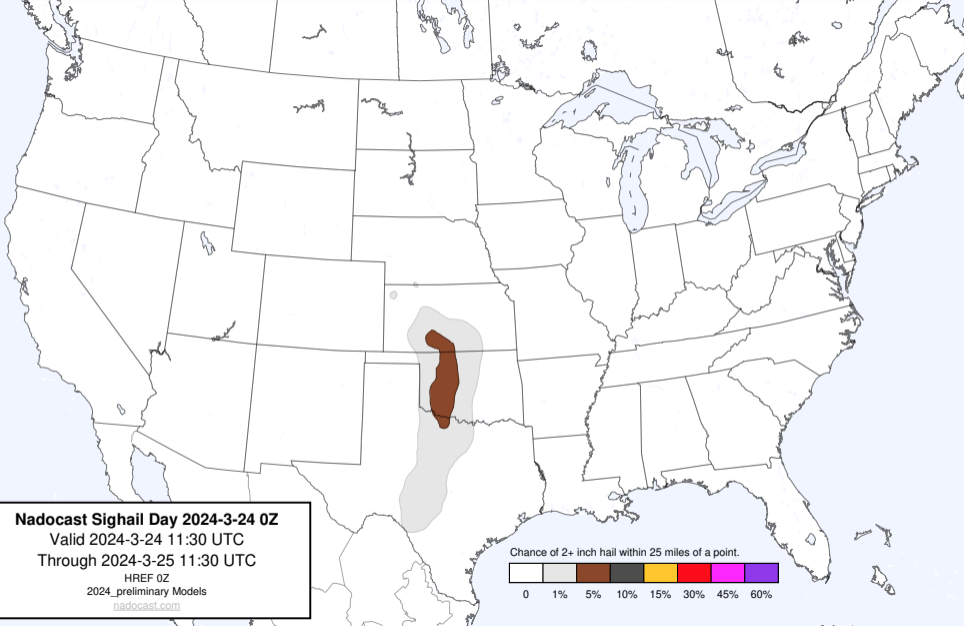 Nadocast Sighail Day 2024-3-24 0Z
Valid 2024-3-24 11:30 UTC
Through 2024-3-25 11:30 UTC
HREF 0Z
2024_preliminary Models
nadocast.com
Chance of 2+ inch hail within 25 miles of a point.
0 1% 5% 10% 15% 30% 45% 60%